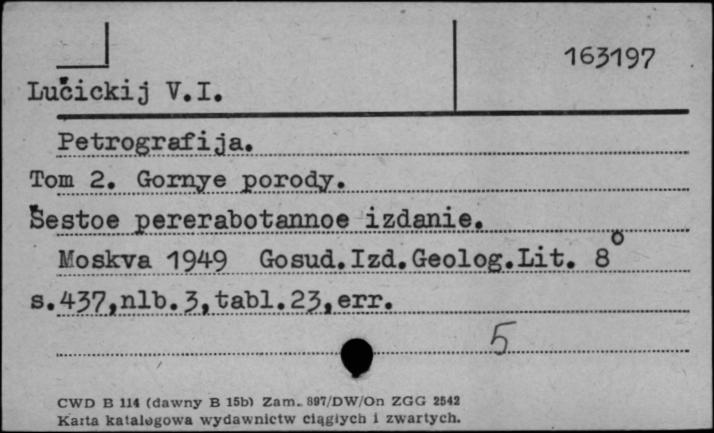 163197
Lučickij V.I.
Petrografija.
Tom 2. Gornye porody.
Šestoe pererabotannoe izdanie.
Moskva 1949 Gosud.Izd.Geolog.Lit. 8°
s.437,nlb.3,tabl.23,err.
5
CWD B 114 (dawny B 15b) Zam. 897/DW/On ZGG 2542
Karta katalogowa wydawnictw ciągłych i zwartych.